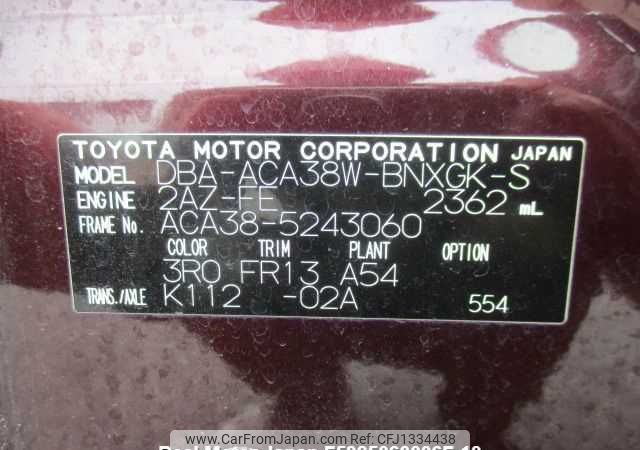 TOYOTA MOTOR CORPORATION JAPAN
MODEL DBA-ACA38W-BNXGK-S
ENGINE 2AZ-FE 2362 mL
FRAME No. ACA38-5243060
COLOR TRIM PLANT OPTION
3R0 FR13 A54
TRANS./AXLE K112 -02A 554
© www.CarFromJapan.com - CFJ1334438